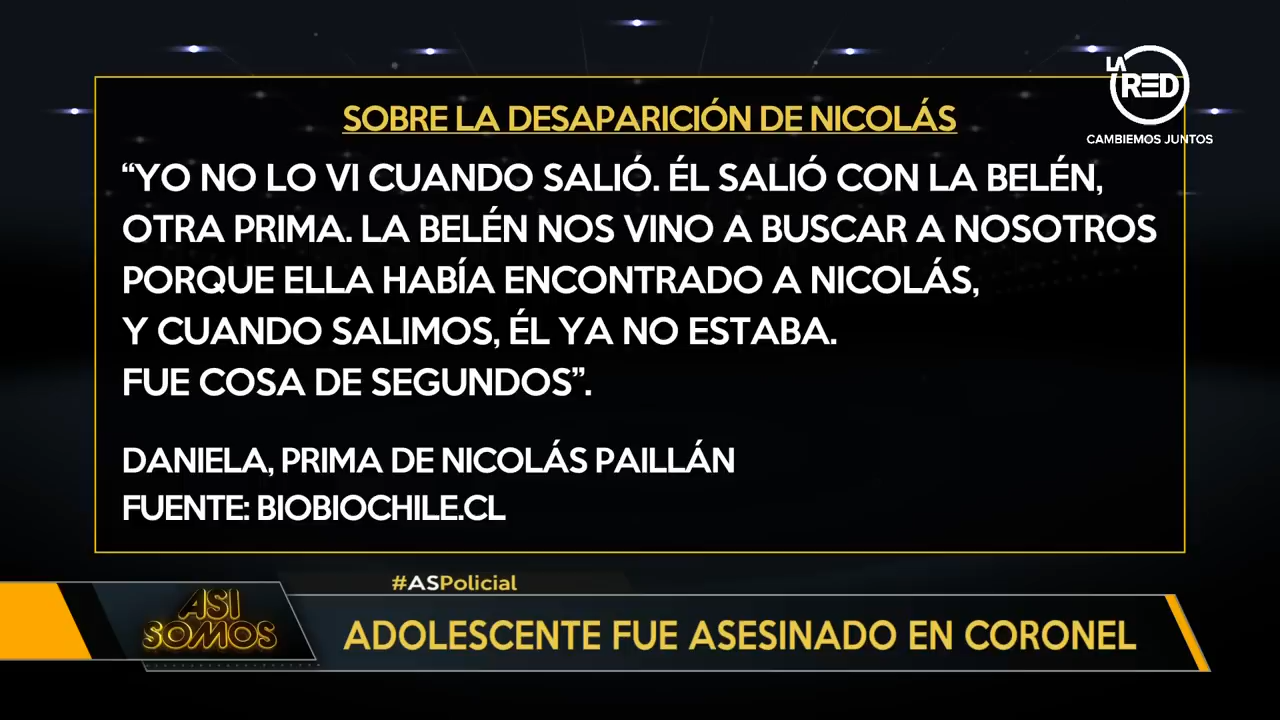 LA
RED
CAMBIEMOS JUNTOS
SOBRE LA DESAPARICIÓN DE NICOLÁS
“YO NO LO VI CUANDO SALIÓ. ÉL SALIÓ CON LA BELÉN,
OTRA PRIMA. LA BELÉN NOS VINO A BUSCAR A NOSOTROS
PORQUE ELLA HABÍA ENCONTRADO A NICOLÁS,
Y CUANDO SALIMOS, ÉL YA NO ESTABA.
FUE COSA DE SEGUNDOS”.
DANIELA, PRIMA DE NICOLÁS PAILLÁN
FUENTE: BIOBIOCHILE.CL
#ASPolicial
ASI
SOMOS
ADOLESCENTE FUE ASESINADO EN CORONEL